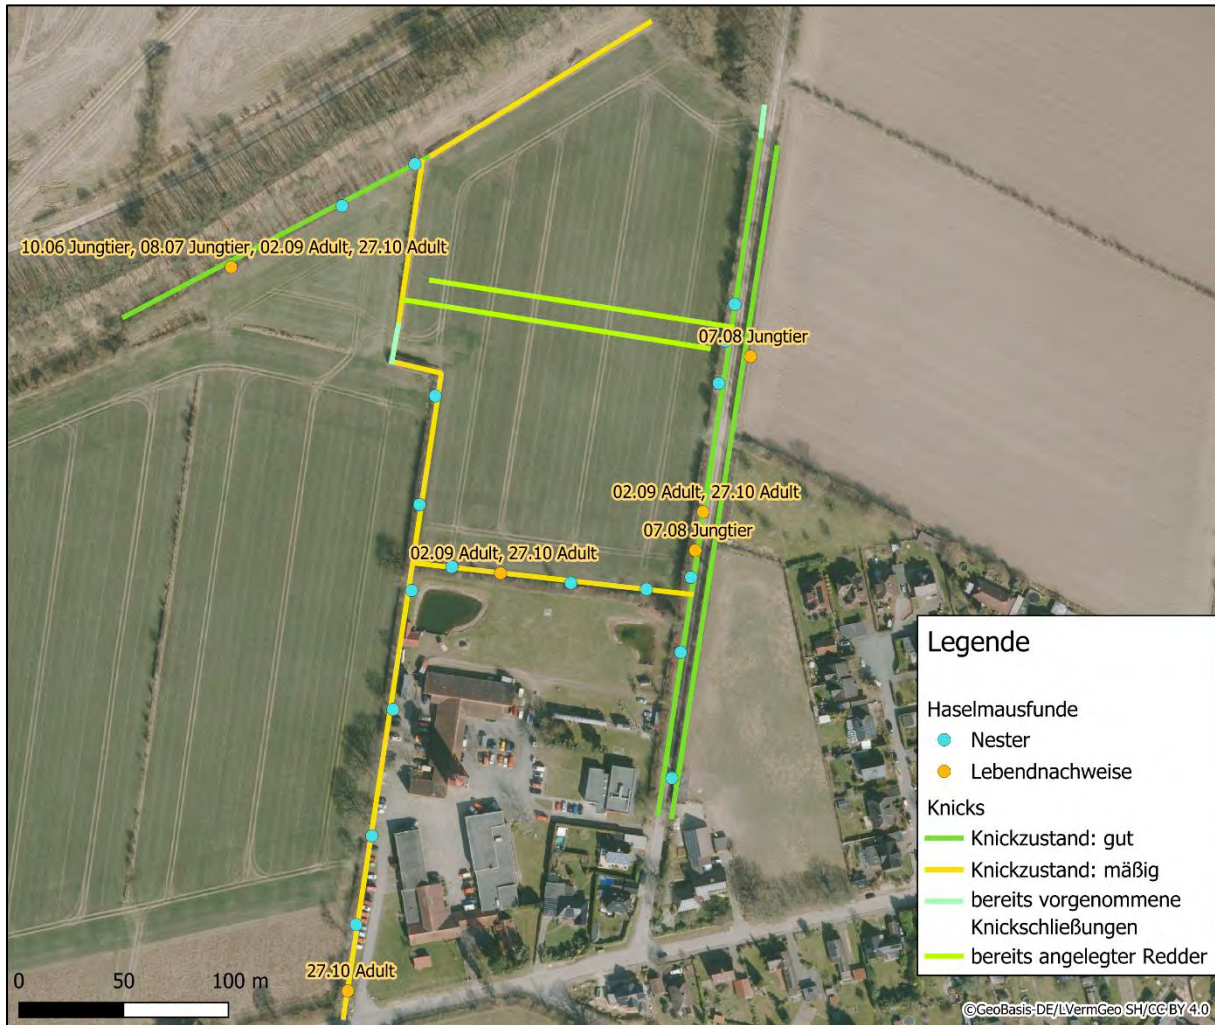 10.06 Jungtier, 08.07 Jungtier, 02.09 Adult, 27.10 Adult
07.08 Jungtier
02.09 Adult, 27.10 Adult
07.08 Jungtier
02.09 Adult, 27.10 Adult
27.10 Adult
0 50 100 m
Legende
Haselmausfunde
Nester
Lebendnachweise
Knicks
Knickzustand: gut
Knickzustand: mäßig
bereits vorgenommene
Knickschließungen
bereits angelegter Redder
©GeoBasis-DE/LVermGeo SH/CC BY 4.0